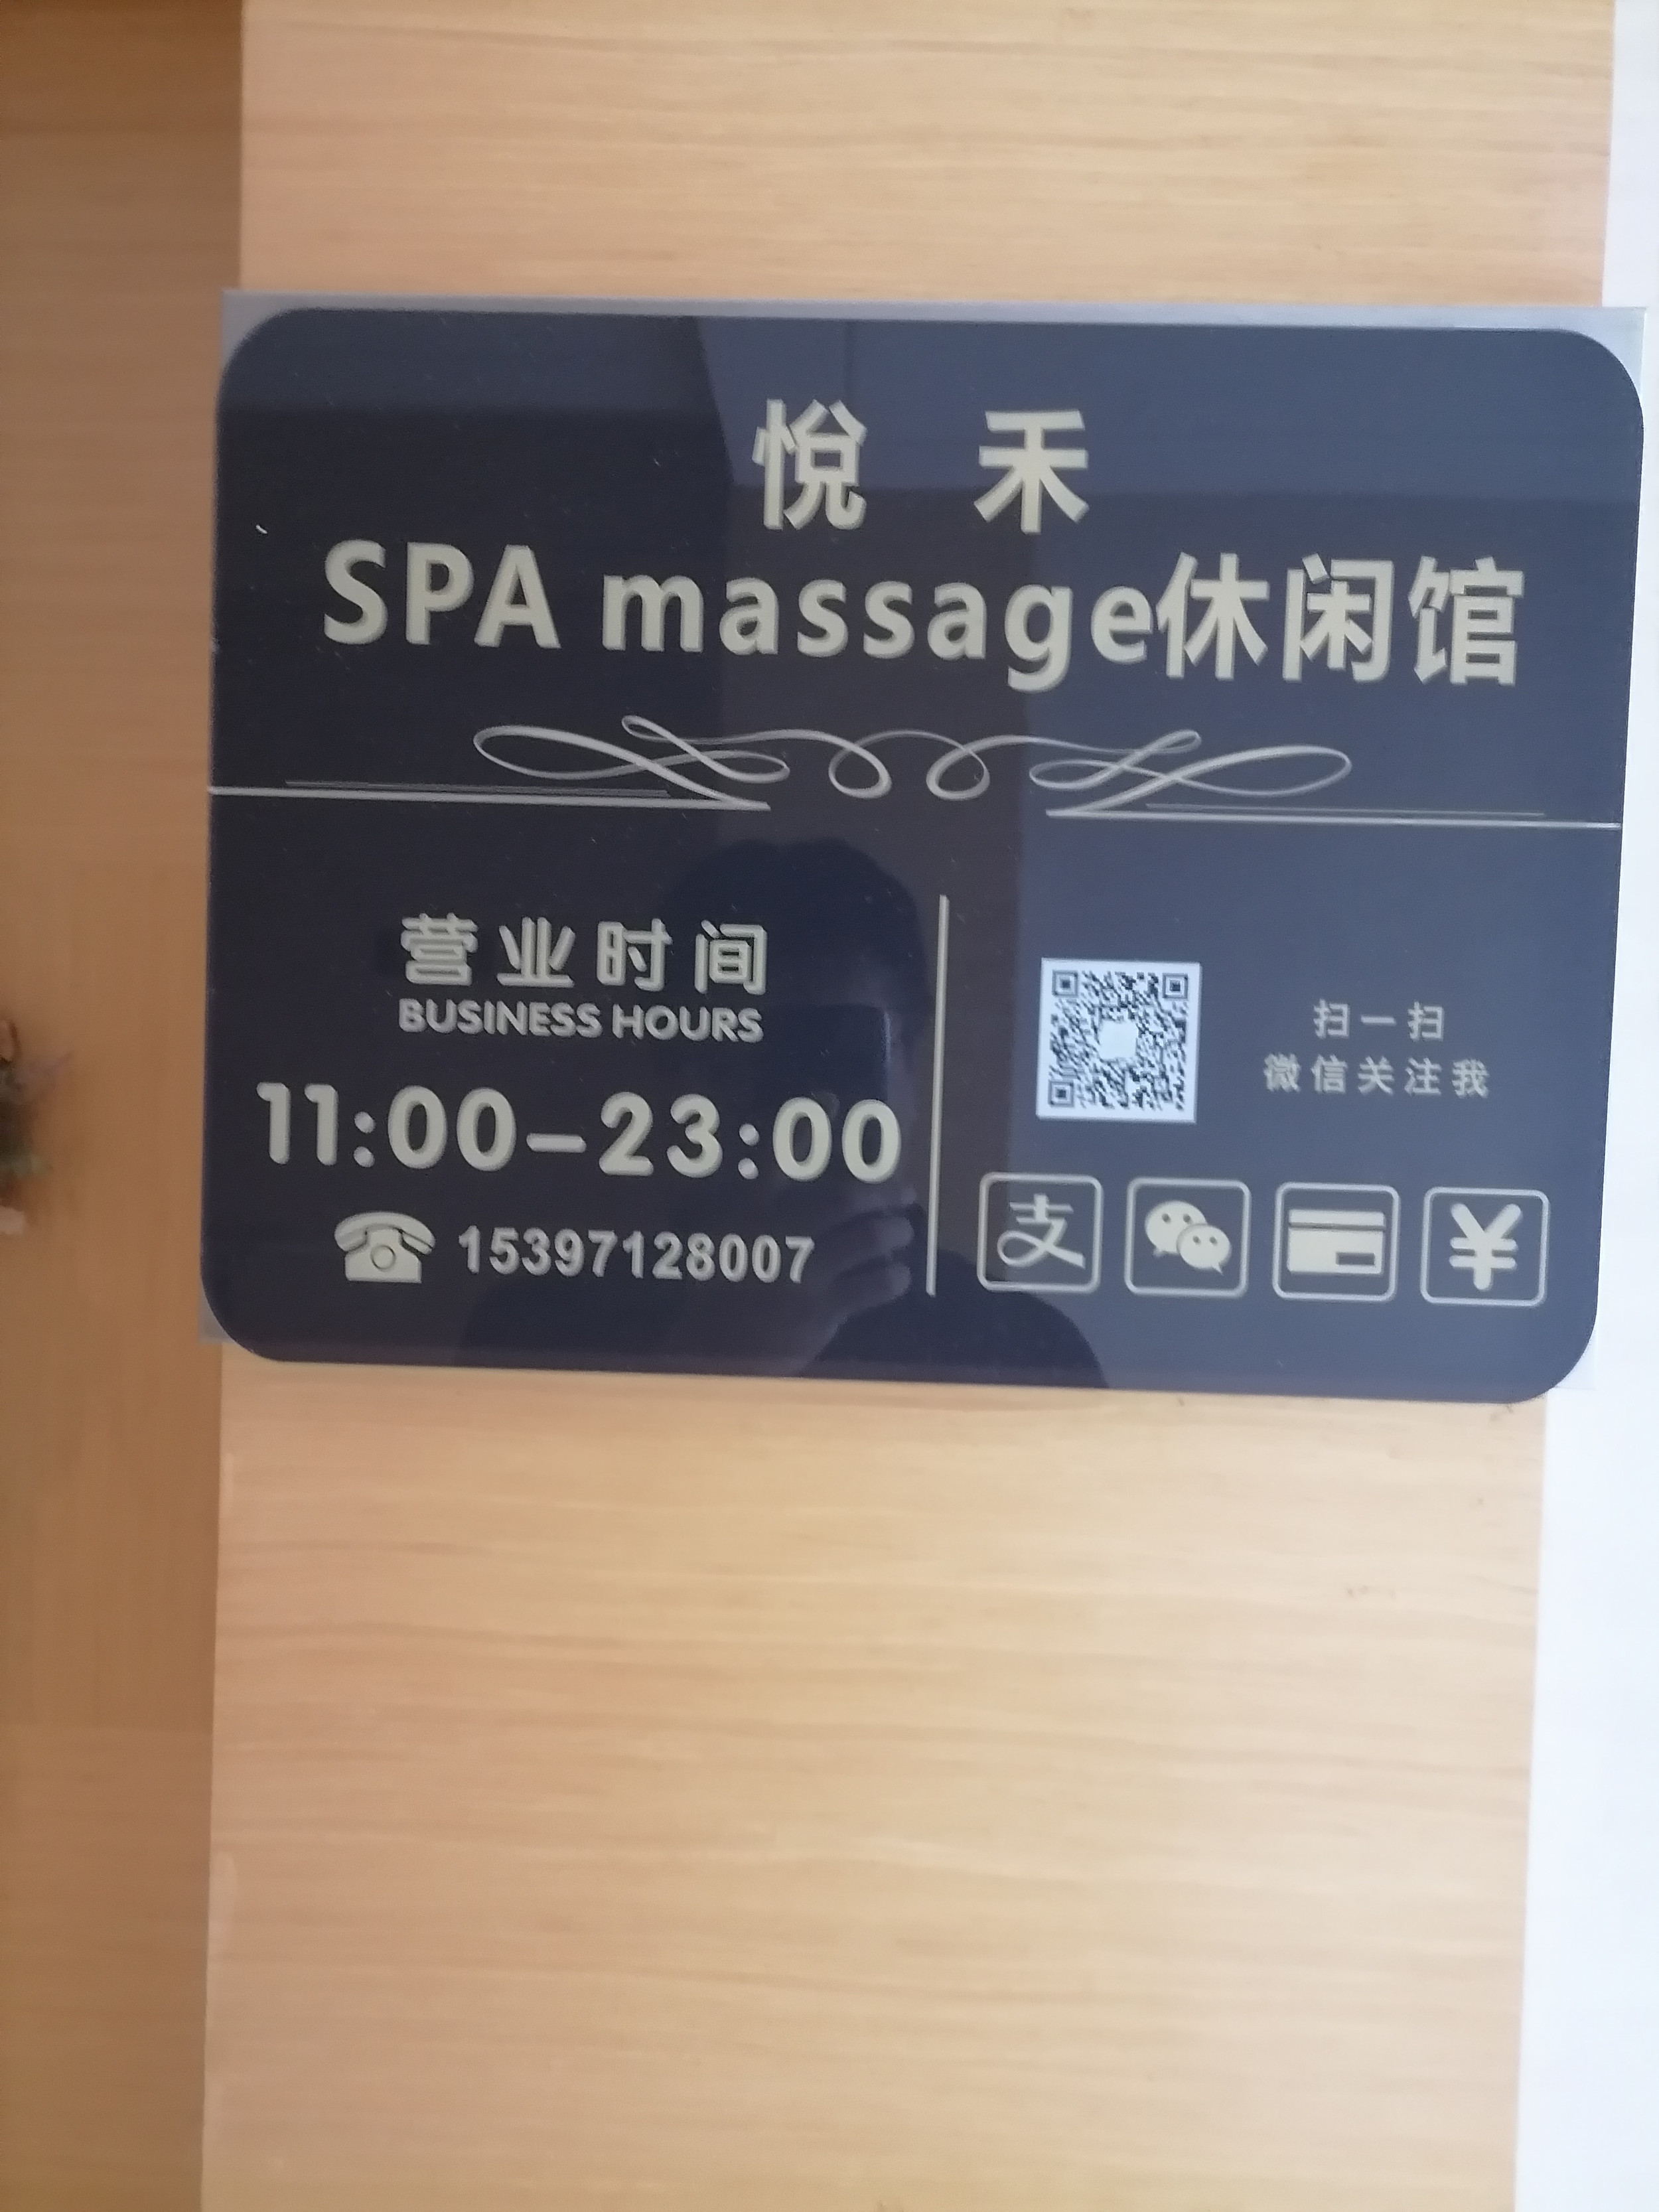 悦禾
SPA massage休闲馆
营业时间
BUSINESS HOURS
11:00-23:00
15397128007
扫一扫
微信关注我
支
¥